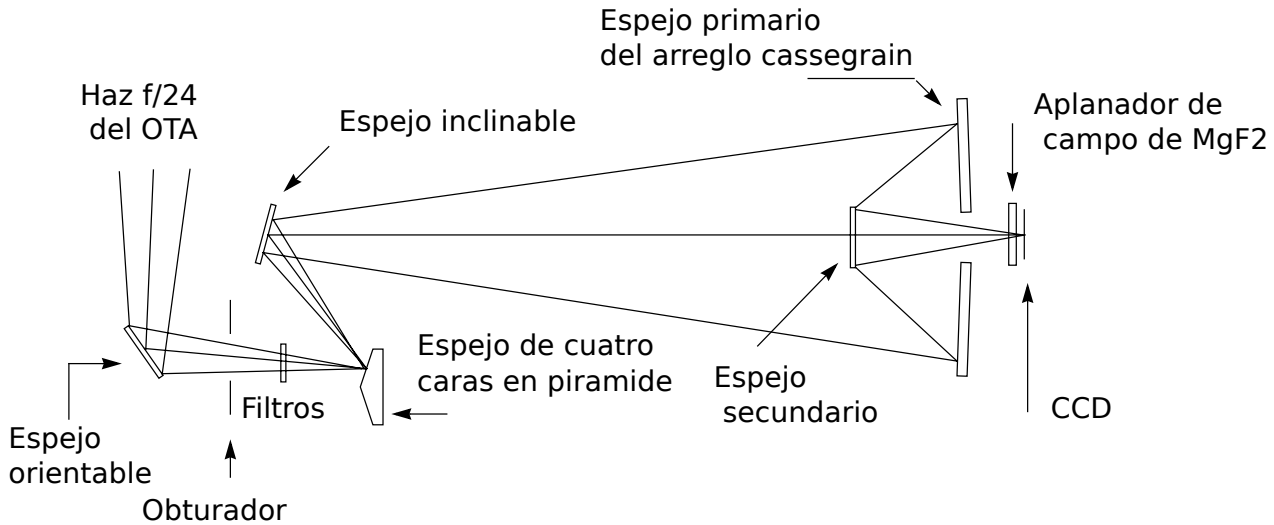 Espejo primario
del arreglo cassegrain
Haz f/24
del OTA
Espejo inclinable
Aplanador de
campo de MgF2
Espejo de cuatro
caras en piramide
Espejo
secundario
Filtros
CCD
Espejo
orientable
Obturador